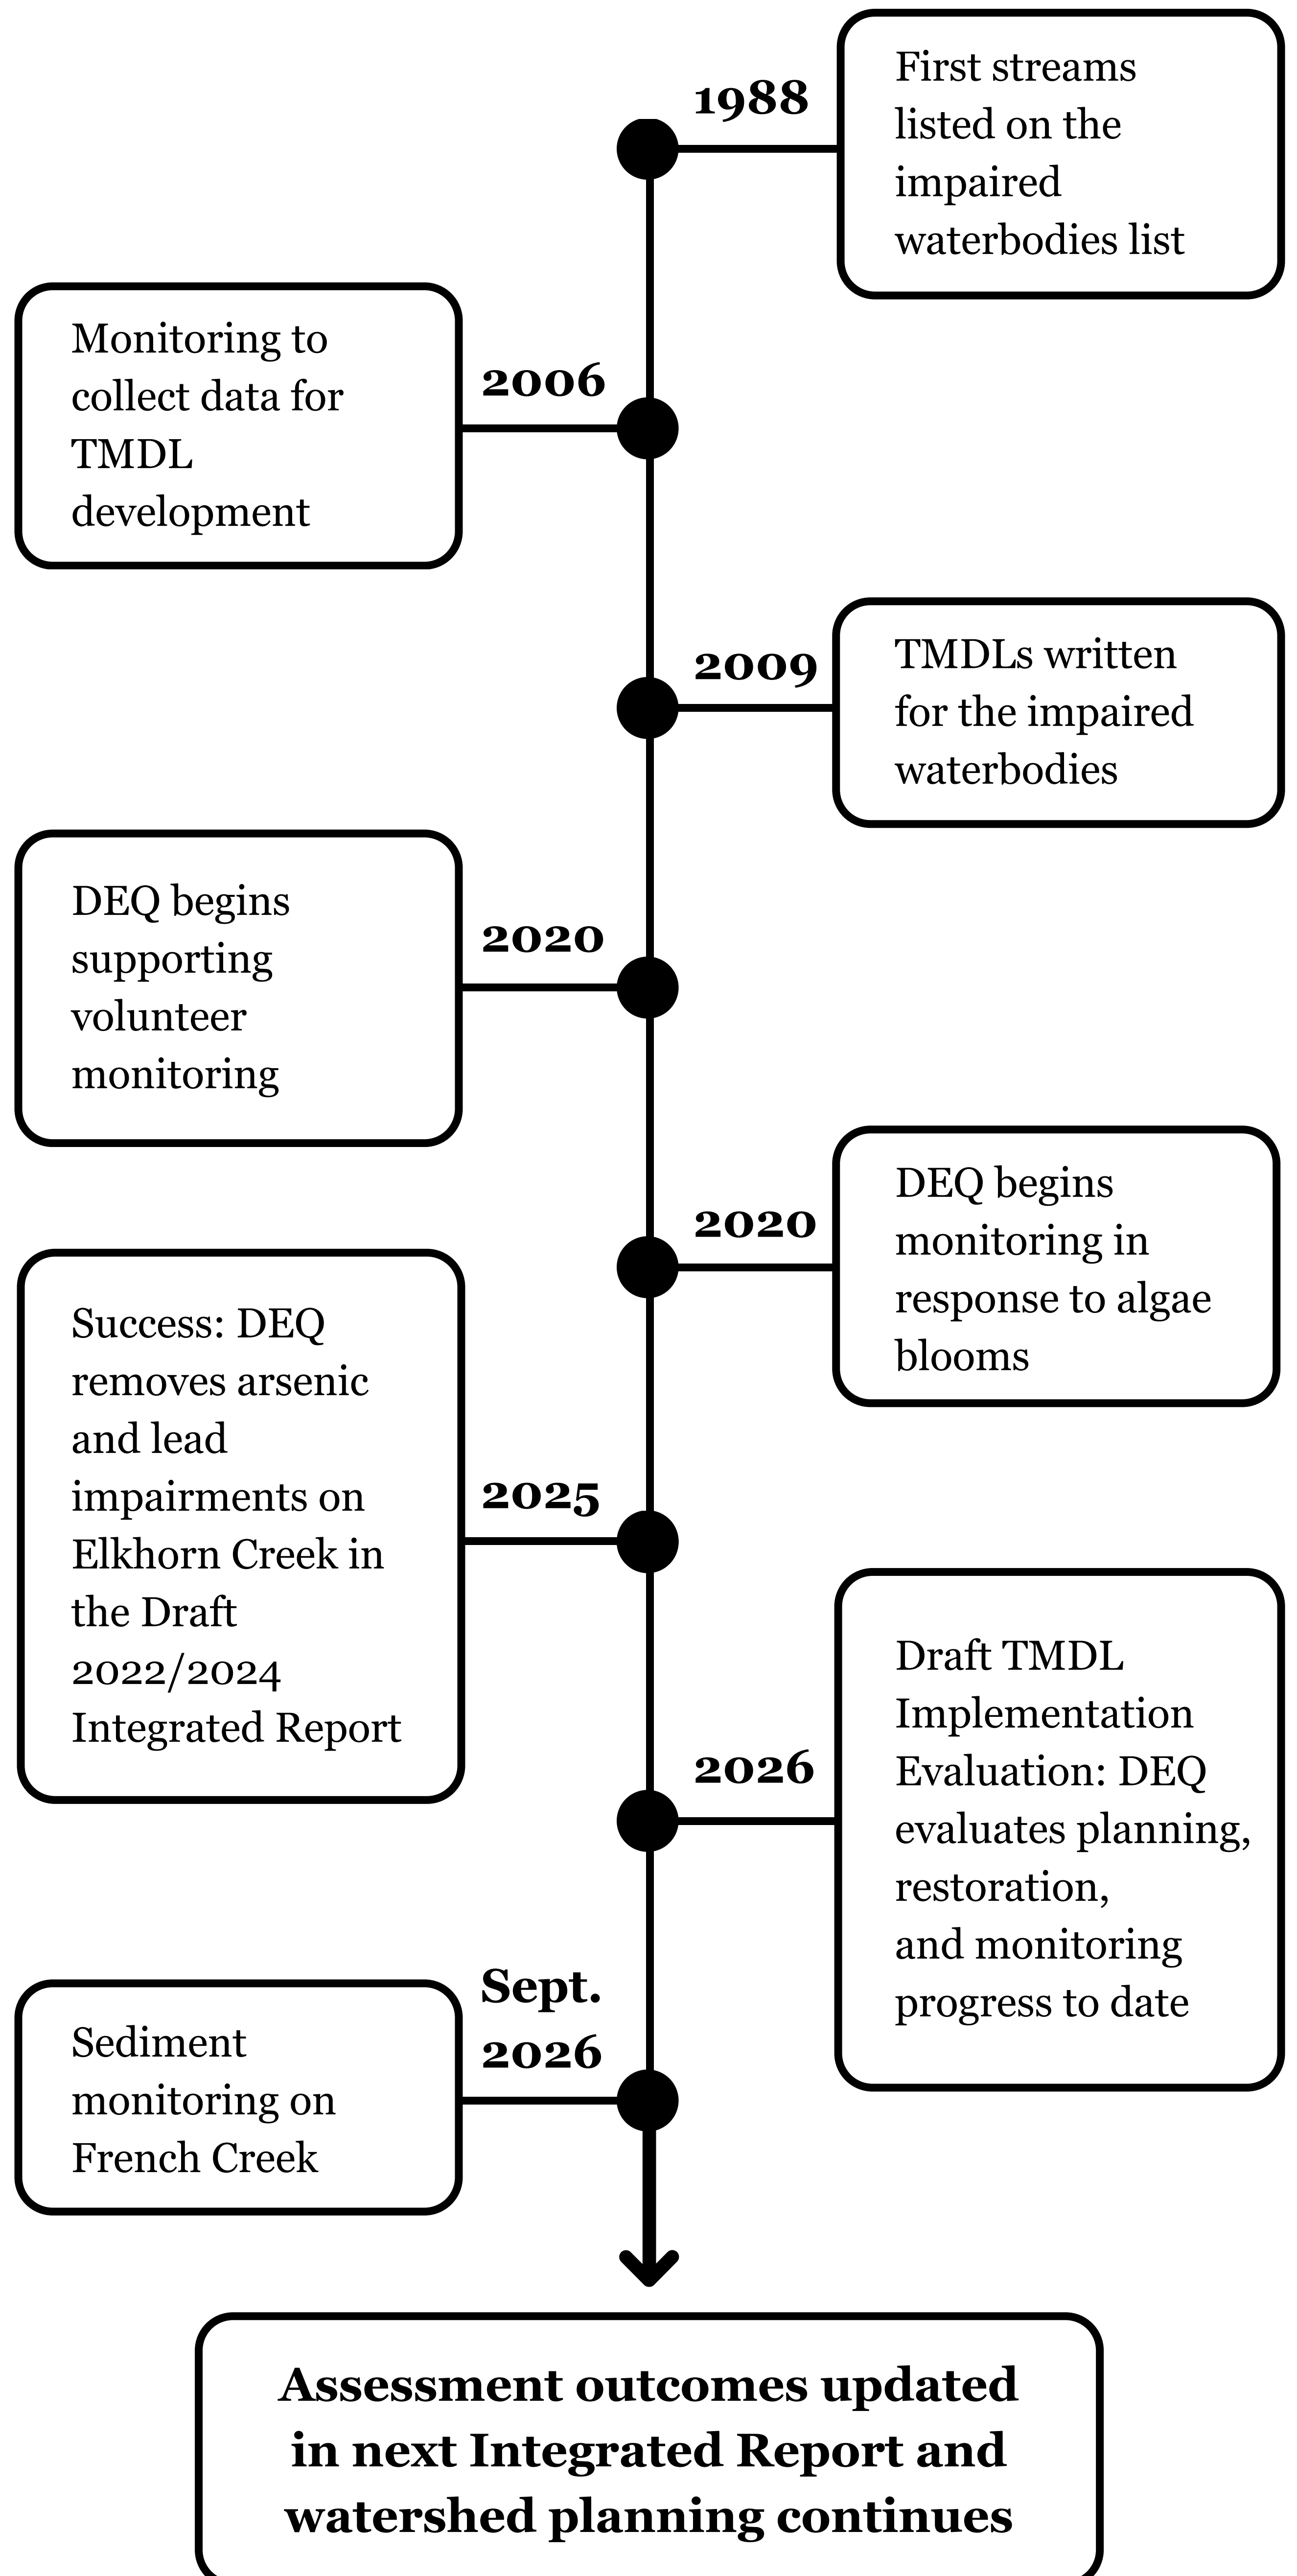 1988
First streams
listed on the
impaired
waterbodies list
2006
Monitoring to
collect data for
TMDL
development
2009
TMDLs written
for the impaired
waterbodies
2020
DEQ begins
supporting
volunteer
monitoring
2020
DEQ begins
monitoring in
response to algae
blooms
2025
Success: DEQ
removes arsenic
and lead
impairments on
Elkhorn Creek in
the Draft
2022/2024
Integrated Report
2026
Draft TMDL
Implementation
Evaluation: DEQ
evaluates planning,
restoration,
and monitoring
progress to date
Sept.
2026
Sediment
monitoring on
French Creek
Assessment outcomes updated
in next Integrated Report and
watershed planning continues